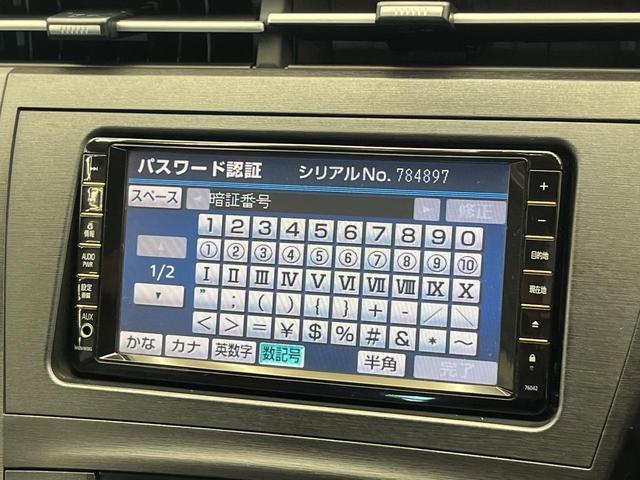 パスワード認証 シリアルNo. 784897
スペース 暗証番号 修正
1 2 3 4 5 6 7 8 9 0
① ② ③ ④ ⑤ ⑥ ⑦ ⑧ ⑨ ⑩
1/2
Ⅰ Ⅱ Ⅲ Ⅳ Ⅴ Ⅵ Ⅶ Ⅷ Ⅸ Ⅹ
” ; ( ) { } + - ／
< > = ¥ $ % # & * ～
かな カナ 英数字 数記号 半角 完了
情報
AUDIO
PWR
設定
AUX
+
-
目的地
現在地
76042